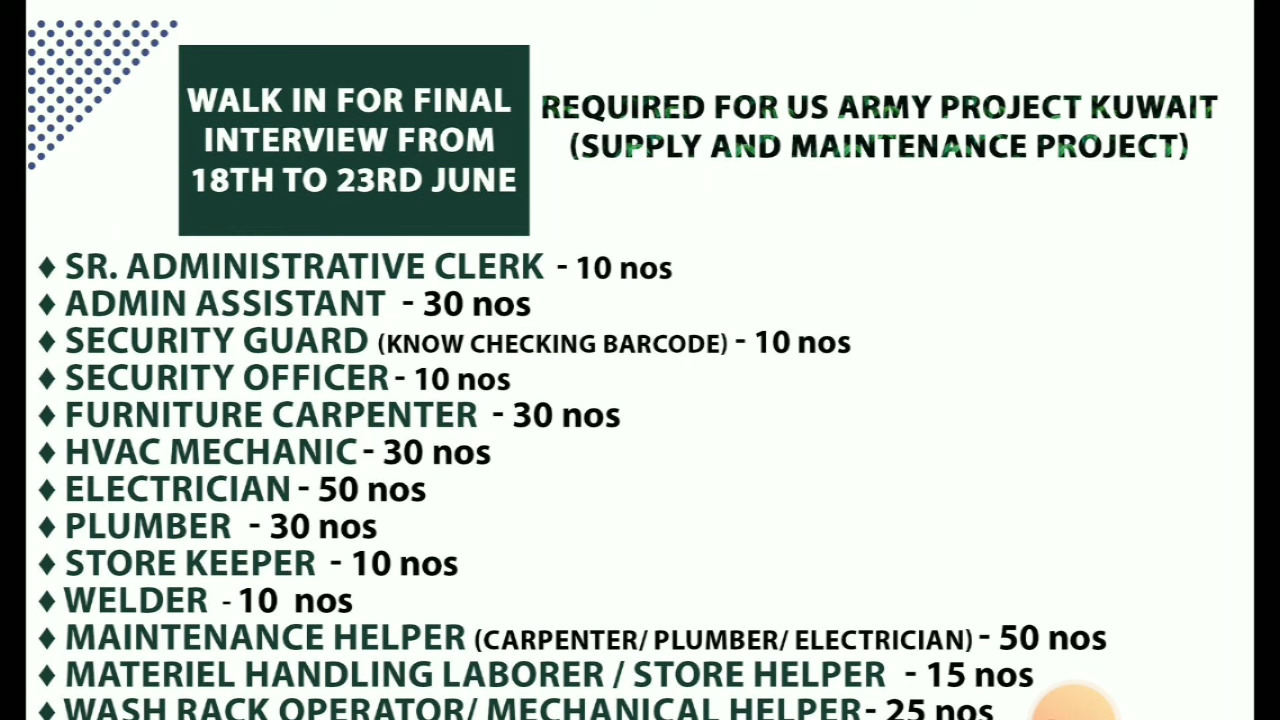 WALK IN FOR FINAL
INTERVIEW FROM
18TH TO 23RD JUNE
REQUIRED FOR US ARMY PROJECT KUWAIT
(SUPPLY AND MAINTENANCE PROJECT)
♦ SR. ADMINISTRATIVE CLERK - 10 nos
♦ ADMIN ASSISTANT - 30 nos
♦ SECURITY GUARD (KNOW CHECKING BARCODE) - 10 nos
♦ SECURITY OFFICER - 10 nos
♦ FURNITURE CARPENTER - 30 nos
♦ HVAC MECHANIC - 30 nos
♦ ELECTRICIAN - 50 nos
♦ PLUMBER - 30 nos
♦ STORE KEEPER - 10 nos
♦ WELDER - 10 nos
♦ MAINTENANCE HELPER (CARPENTER/ PLUMBER/ ELECTRICIAN) - 50 nos
♦ MATERIEL HANDLING LABORER / STORE HELPER - 15 nos
♦ WASH RACK OPERATOR/ MECHANICAL HELPER - 25 nos